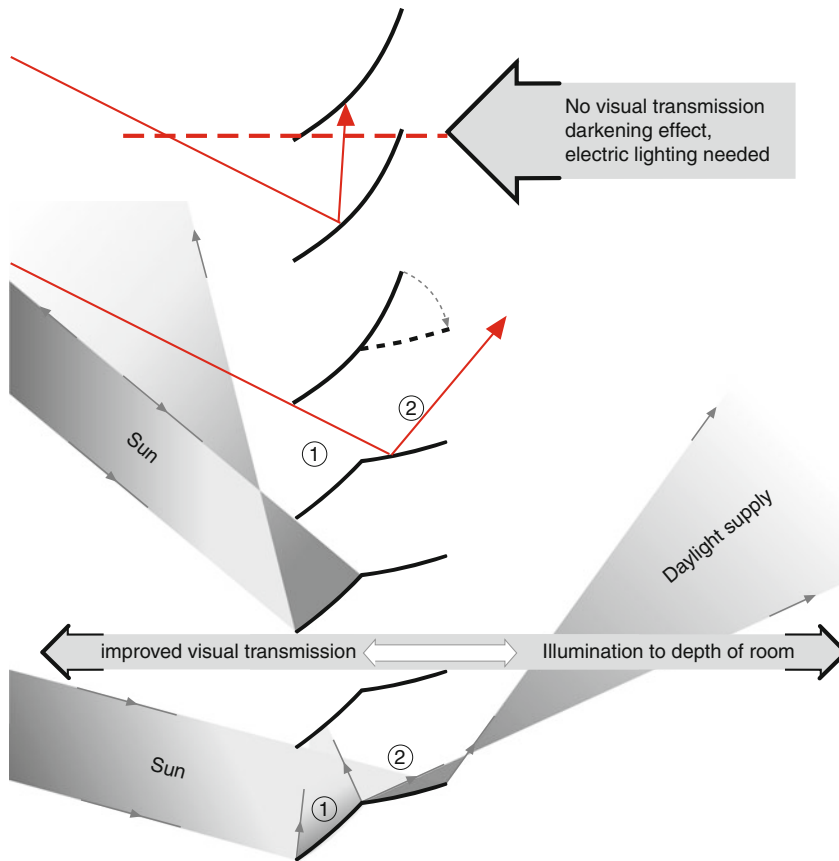 No visual transmission
darkening effect,
electric lighting needed
②
①
Sun
Daylight supply
improved visual transmission
Illumination to depth of room
②
Sun
①